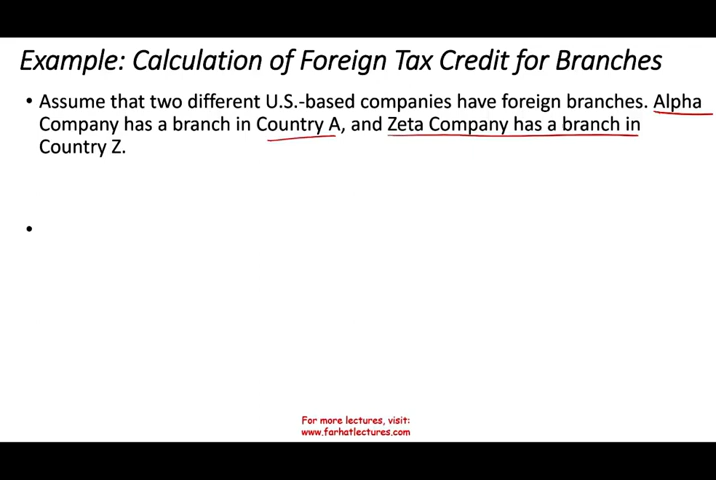 Example: Calculation of Foreign Tax Credit for Branches
• Assume that two different U.S.-based companies have foreign branches. Alpha
Company has a branch in Country A, and Zeta Company has a branch in
Country Z.
•
For more lectures, visit:
www.farhatlectures.com